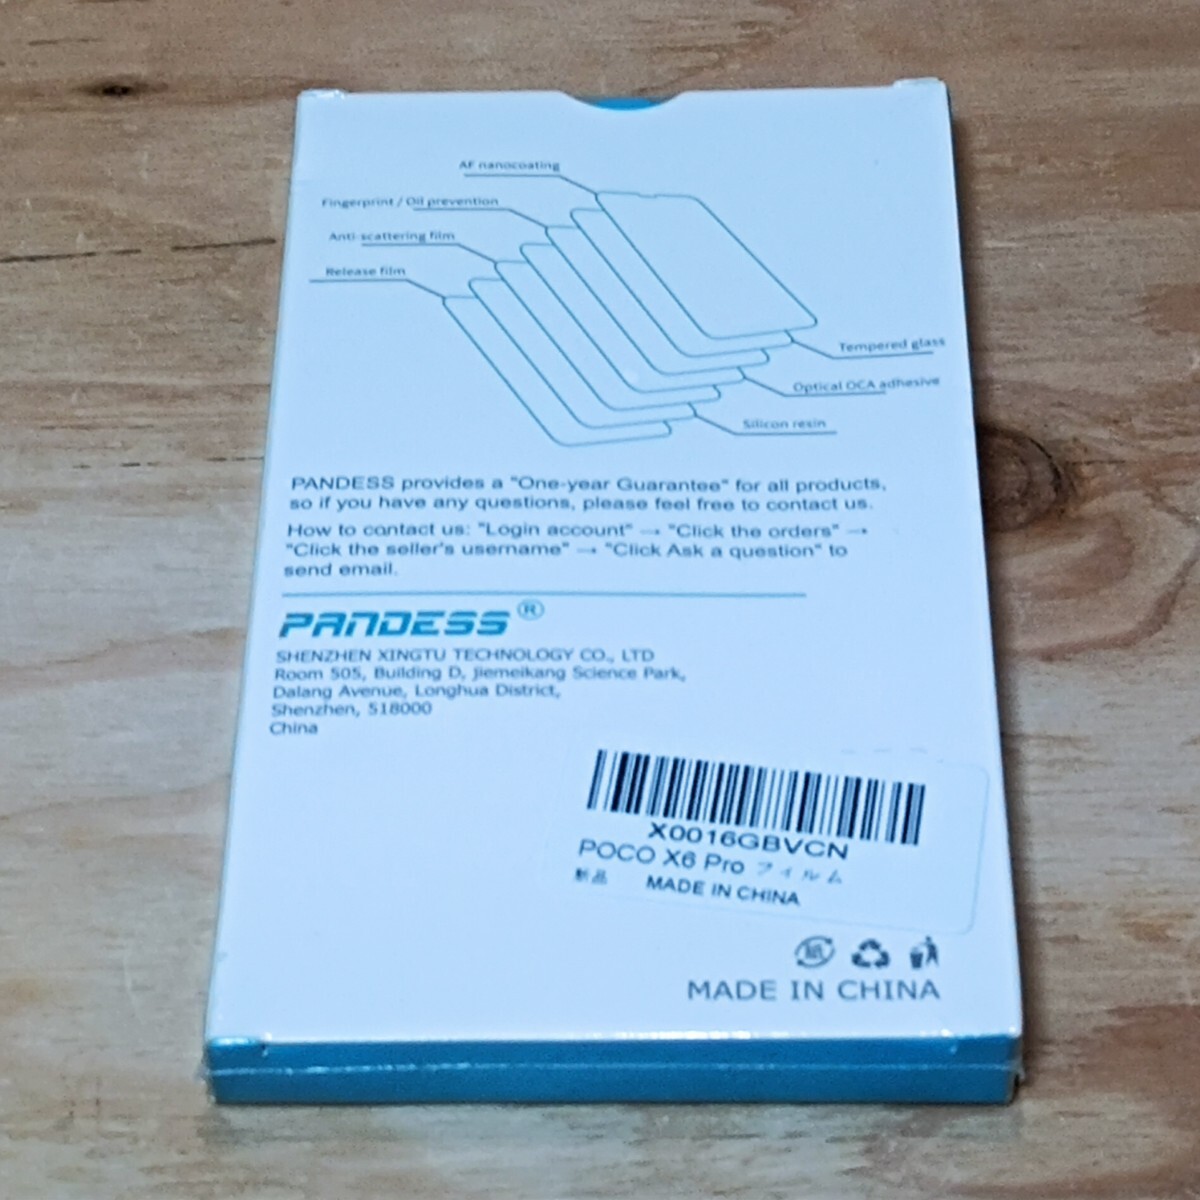 AF nanocoating
Fingerprint / Oil prevention
Anti-scattering film
Release film
Tempered glass
Optical OCA adhesive
Silicon resin
PANDESS provides a "One-year Guarantee" for all products,
so if you have any questions, please feel free to contact us.
How to contact us: "Login account" → "Click the orders" →
"Click the seller's username" → "Click Ask a question" to
send email.
PANDESS®
SHENZHEN XINGTU TECHNOLOGY CO., LTD
Room 505, Building D, Jiemeikang Science Park,
Dalang Avenue, Longhua District,
Shenzhen, 518000
China
X0016GBVCN
POCO X6 Pro フィルム
新品 MADE IN CHINA
MADE IN CHINA